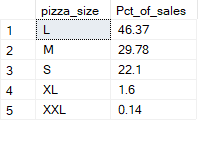 pizza_size Pct_of_sales
1 L 46.37
2 M 29.78
3 S 22.1
4 XL 1.6
5 XXL 0.14